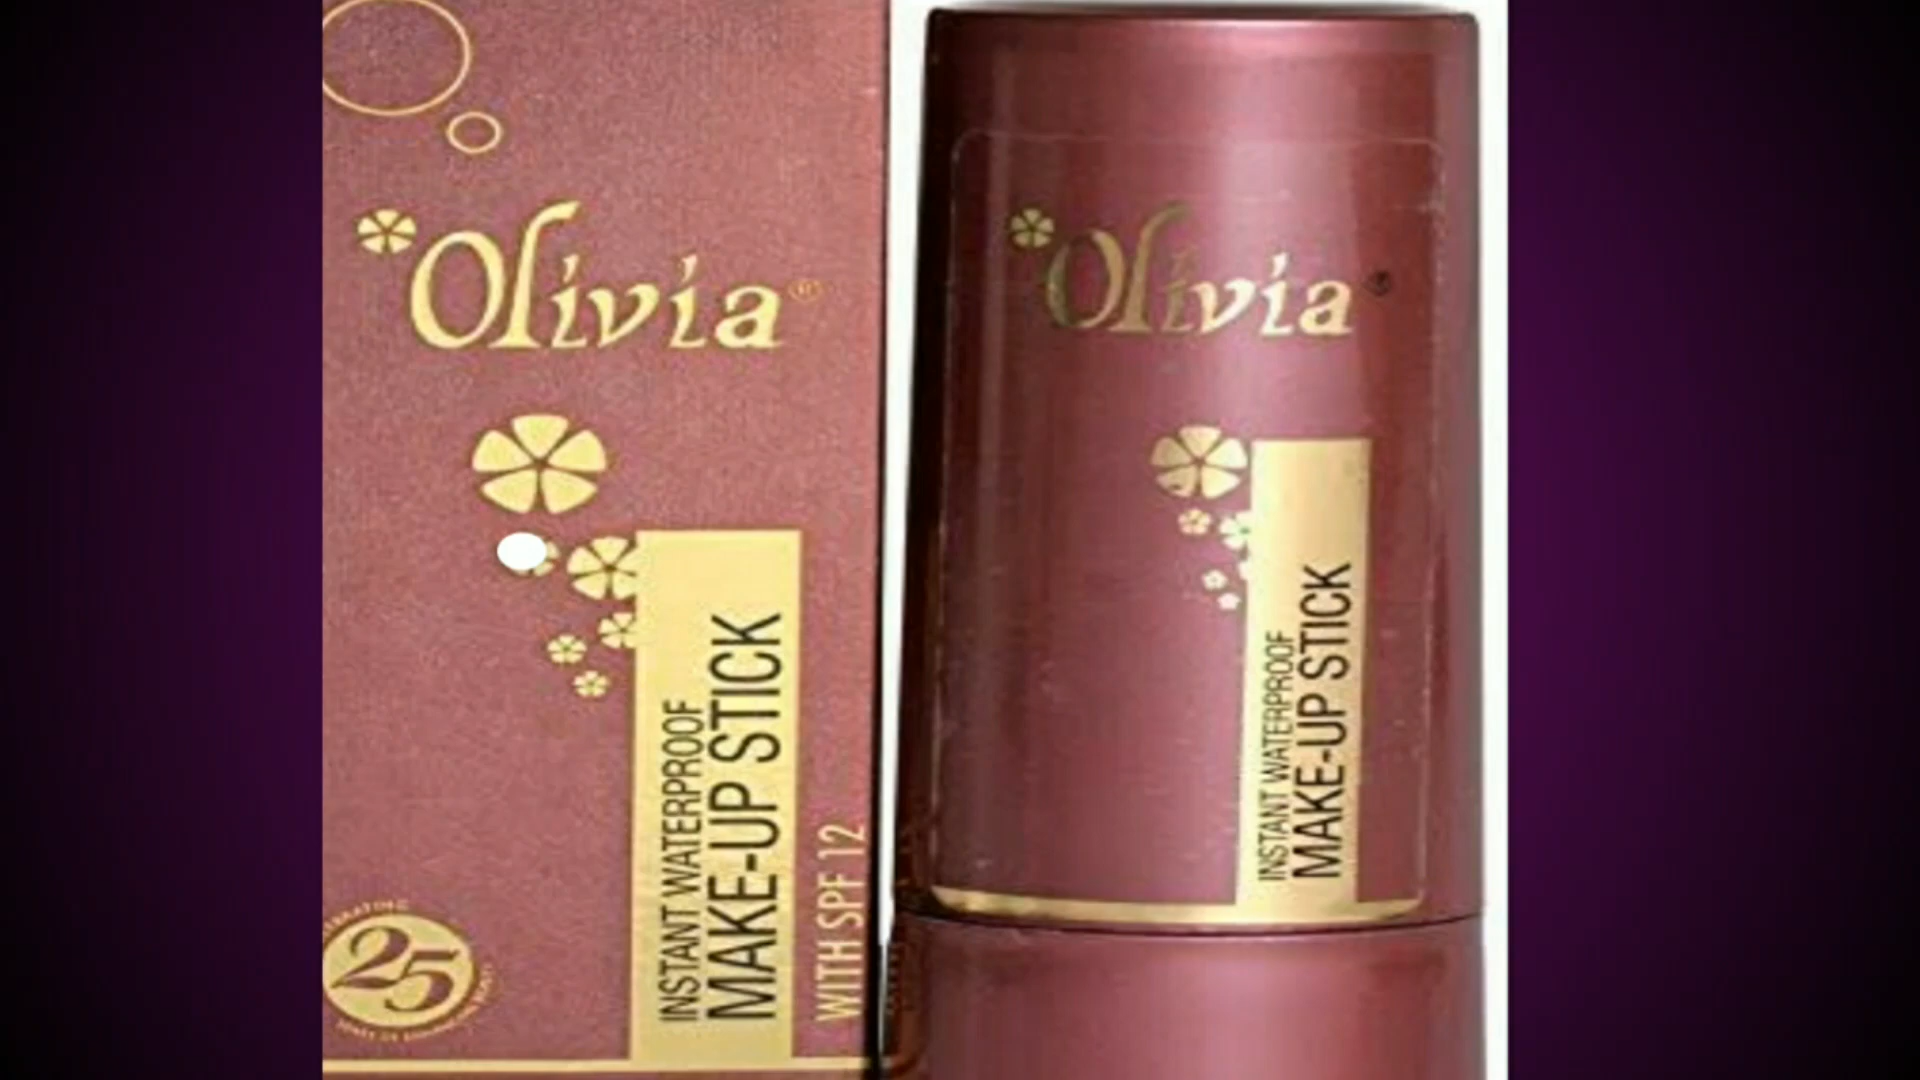 Olivia®
INSTANT WATERPROOF
MAKE-UP STICK
WITH SPF 12
25
Olivia®
INSTANT WATERPROOF
MAKE-UP STICK